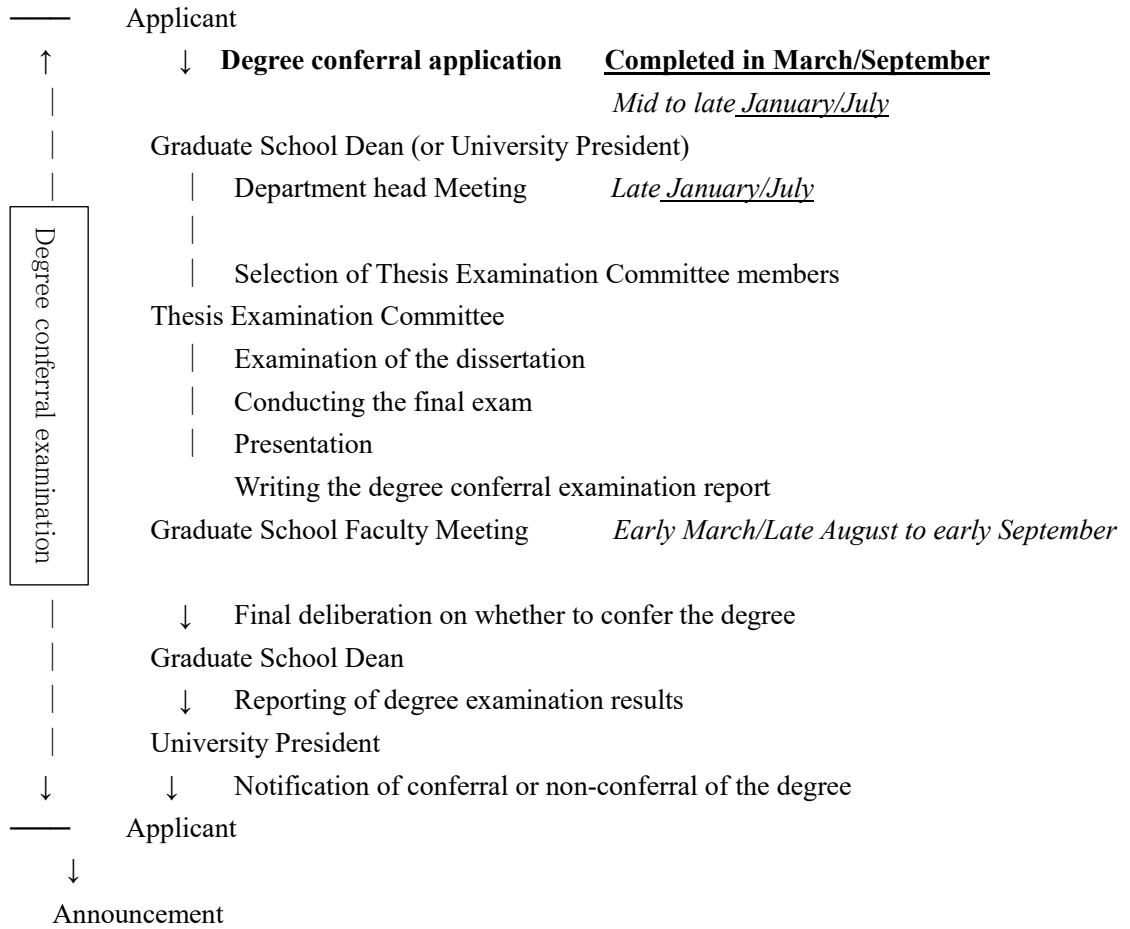 Applicant
↓ Degree conferral application Completed in March/September
Mid to late January/July
Graduate School Dean (or University President)
Department head Meeting Late January/July
Selection of Thesis Examination Committee members
Thesis Examination Committee
Examination of the dissertation
Conducting the final exam
Presentation
Writing the degree conferral examination report
Graduate School Faculty Meeting Early March/Late August to early September
↓ Final deliberation on whether to confer the degree
Graduate School Dean
↓ Reporting of degree examination results
University President
↓ Notification of conferral or non-conferral of the degree
Applicant
↓
Announcement
Degree conferral examination